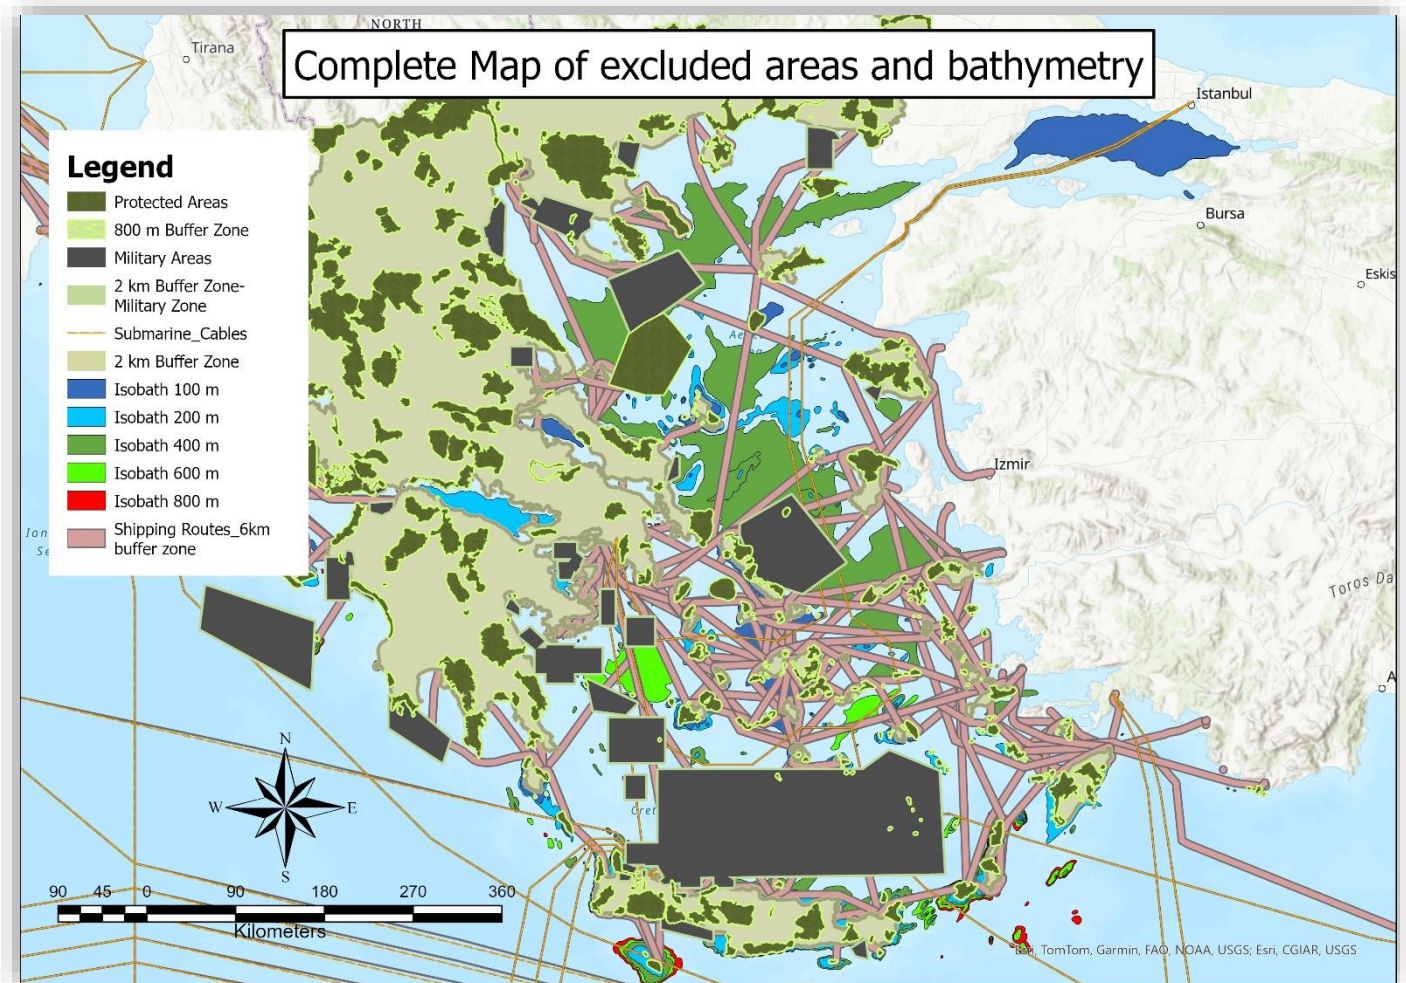 NORTH
Tirana
Complete Map of excluded areas and bathymetry
Istanbul
Legend
Protected Areas
800 m Buffer Zone
Military Areas
2 km Buffer Zone-
Military Zone
Submarine_Cables
2 km Buffer Zone
Isobath 100 m
Isobath 200 m
Isobath 400 m
Isobath 600 m
Isobath 800 m
Shipping Routes_6km
buffer zone
Bursa
Eskis
Izmir
Ion
Se
Toros Da
A
N
W
E
S
Cret
90 45 0 90 180 270 360
Kilometers
Esri, TomTom, Garmin, FAO, NOAA, USGS; Esri, CGIAR, USGS